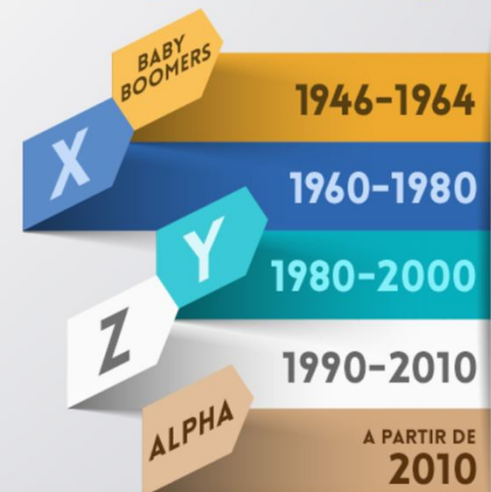 BABY
BOOMERS
1946-1964
X
1960-1980
Y
1980-2000
Z
1990-2010
ALPHA
A PARTIR DE
2010